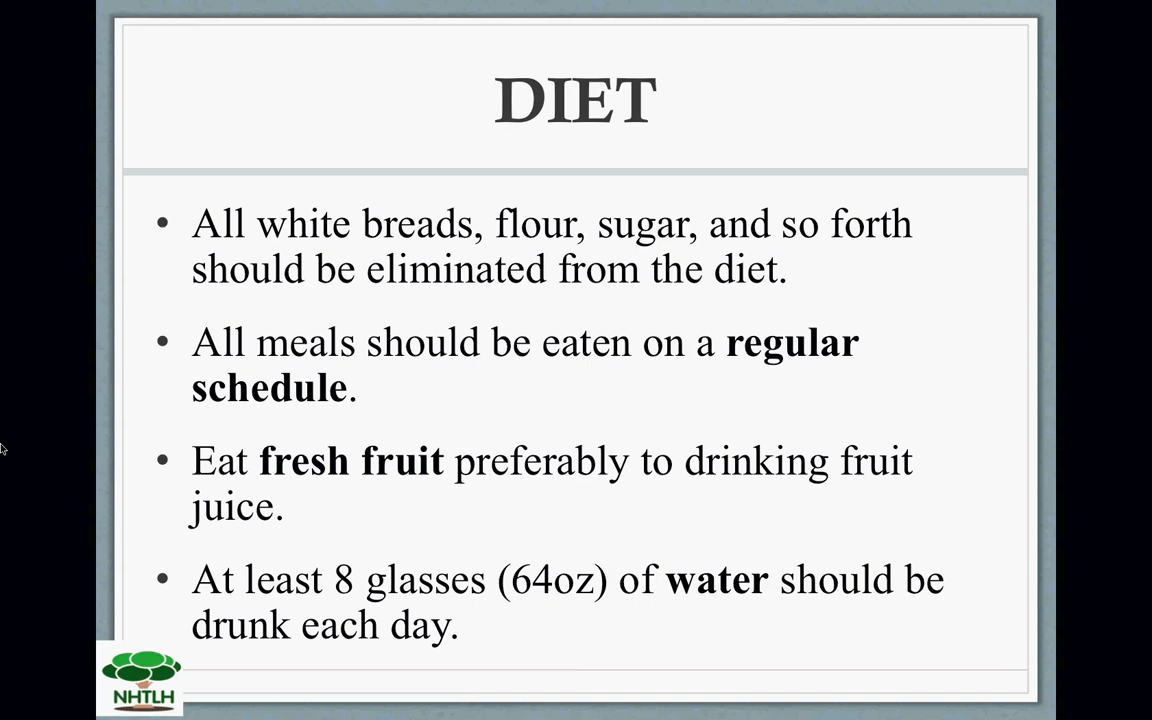 DIET
• All white breads, flour, sugar, and so forth
should be eliminated from the diet.
• All meals should be eaten on a regular
schedule.
• Eat fresh fruit preferably to drinking fruit
juice.
• At least 8 glasses (64oz) of water should be
drunk each day.
NHTLH